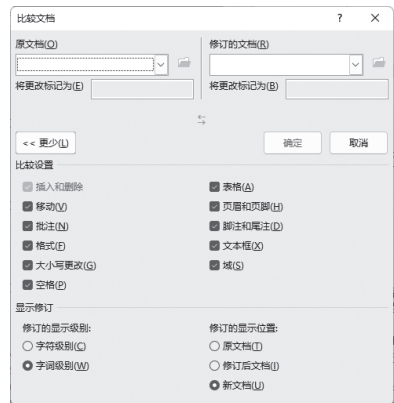 比较文档 ? ×
原文档(O) 修订的文档(R)
将更改标记为(E) 将更改标记为(B)
<< 更少(L) 确定 取消
比较设置
插入和删除 表格(A)
移动(V) 页眉和页脚(H)
批注(N) 脚注和尾注(D)
格式(F) 文本框(X)
大小写更改(G) 域(S)
空格(P)
显示修订
修订的显示级别: 修订的显示位置:
字符级别(C) 原文档(T)
字词级别(W) 修订后文档(I)
新文档(U)